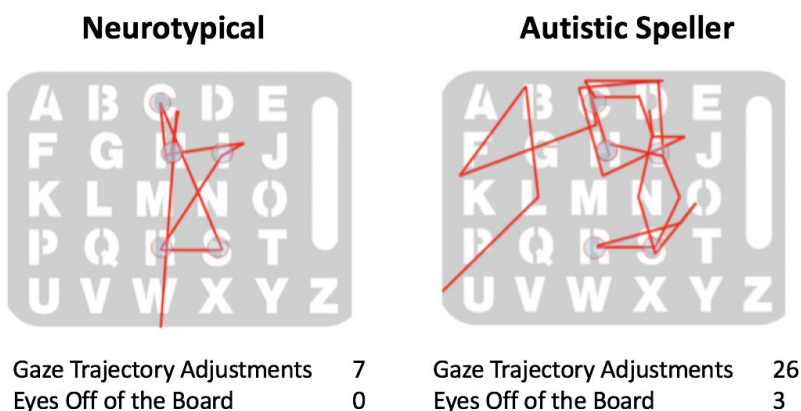 Neurotypical
A B C D E
F G H I J
K L M N O
P Q R S T
U V W X Y Z
Gaze Trajectory Adjustments 7
Eyes Off of the Board 0
Autistic Speller
A B C D E
F G H I J
K L M N O
P Q R S T
U V W X Y Z
Gaze Trajectory Adjustments 26
Eyes Off of the Board 3